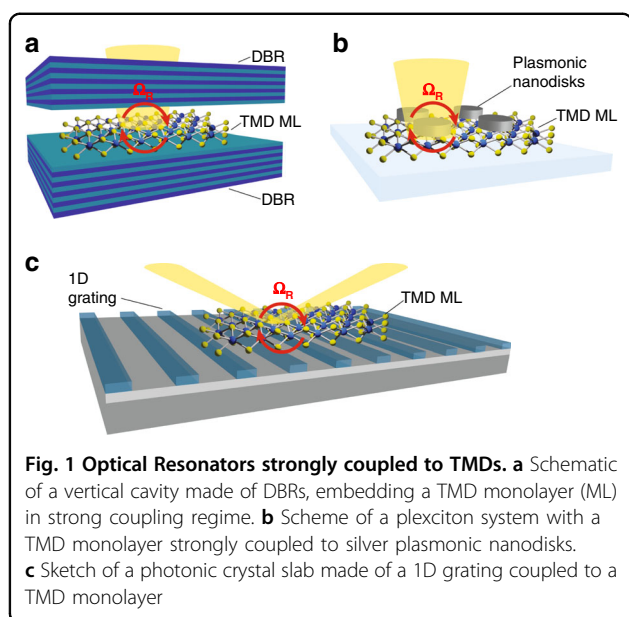 a
DBR
Ω_R
TMD ML
DBR
b
Plasmonic
nanodisks
Ω_R
TMD ML
c
1D
grating
Ω_R
TMD ML
Fig. 1 Optical Resonators strongly coupled to TMDs. a Schematic
of a vertical cavity made of DBRs, embedding a TMD monolayer (ML)
in strong coupling regime. b Scheme of a plexciton system with a
TMD monolayer strongly coupled to silver plasmonic nanodisks.
c Sketch of a photonic crystal slab made of a 1D grating coupled to a
TMD monolayer